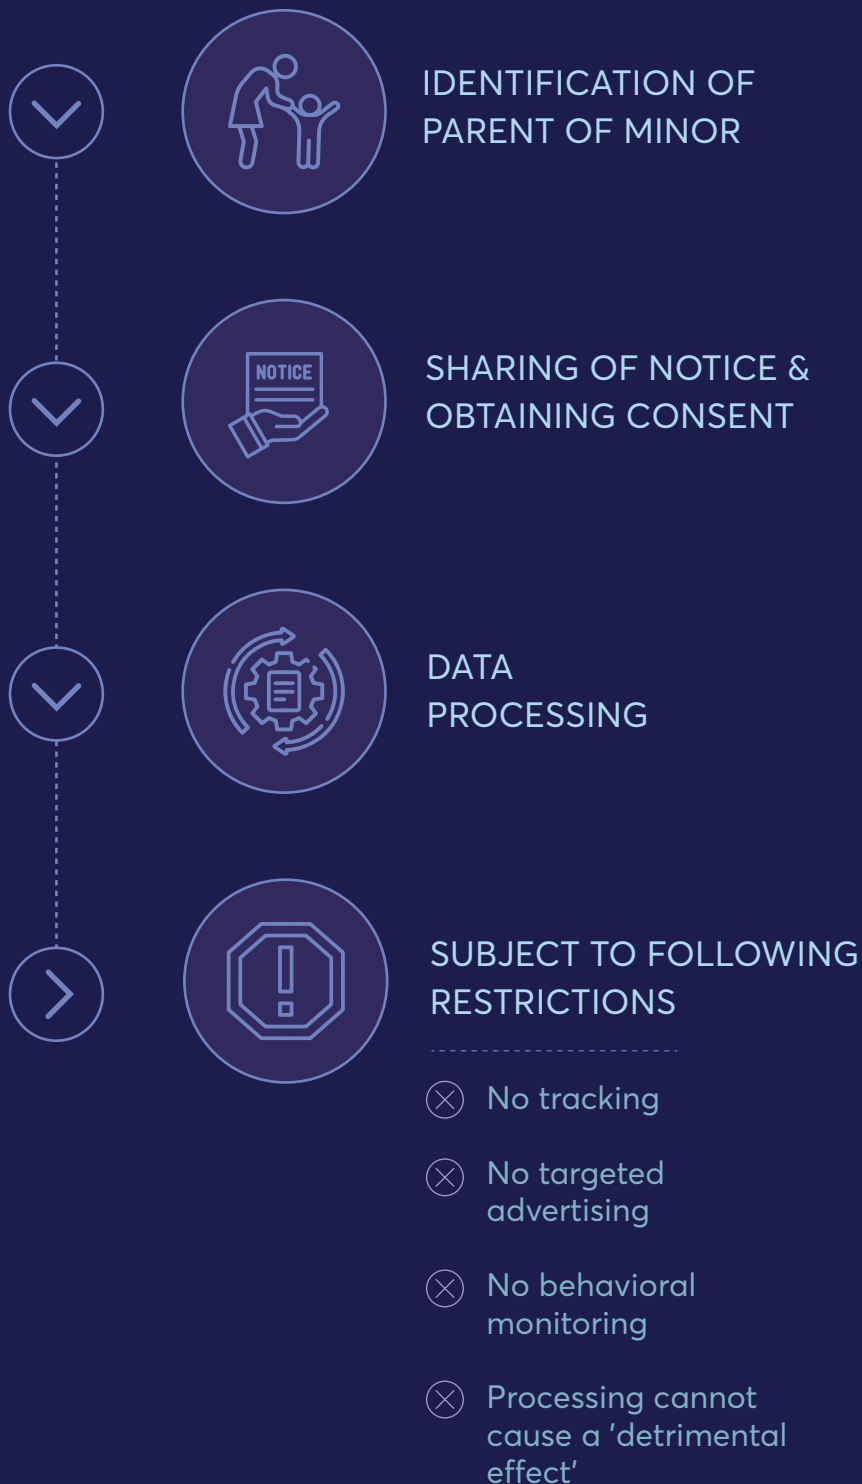 IDENTIFICATION OF
PARENT OF MINOR
NOTICE
SHARING OF NOTICE &
OBTAINING CONSENT
DATA
PROCESSING
SUBJECT TO FOLLOWING
RESTRICTIONS
No tracking
No targeted
advertising
No behavioral
monitoring
Processing cannot
cause a 'detrimental
effect'